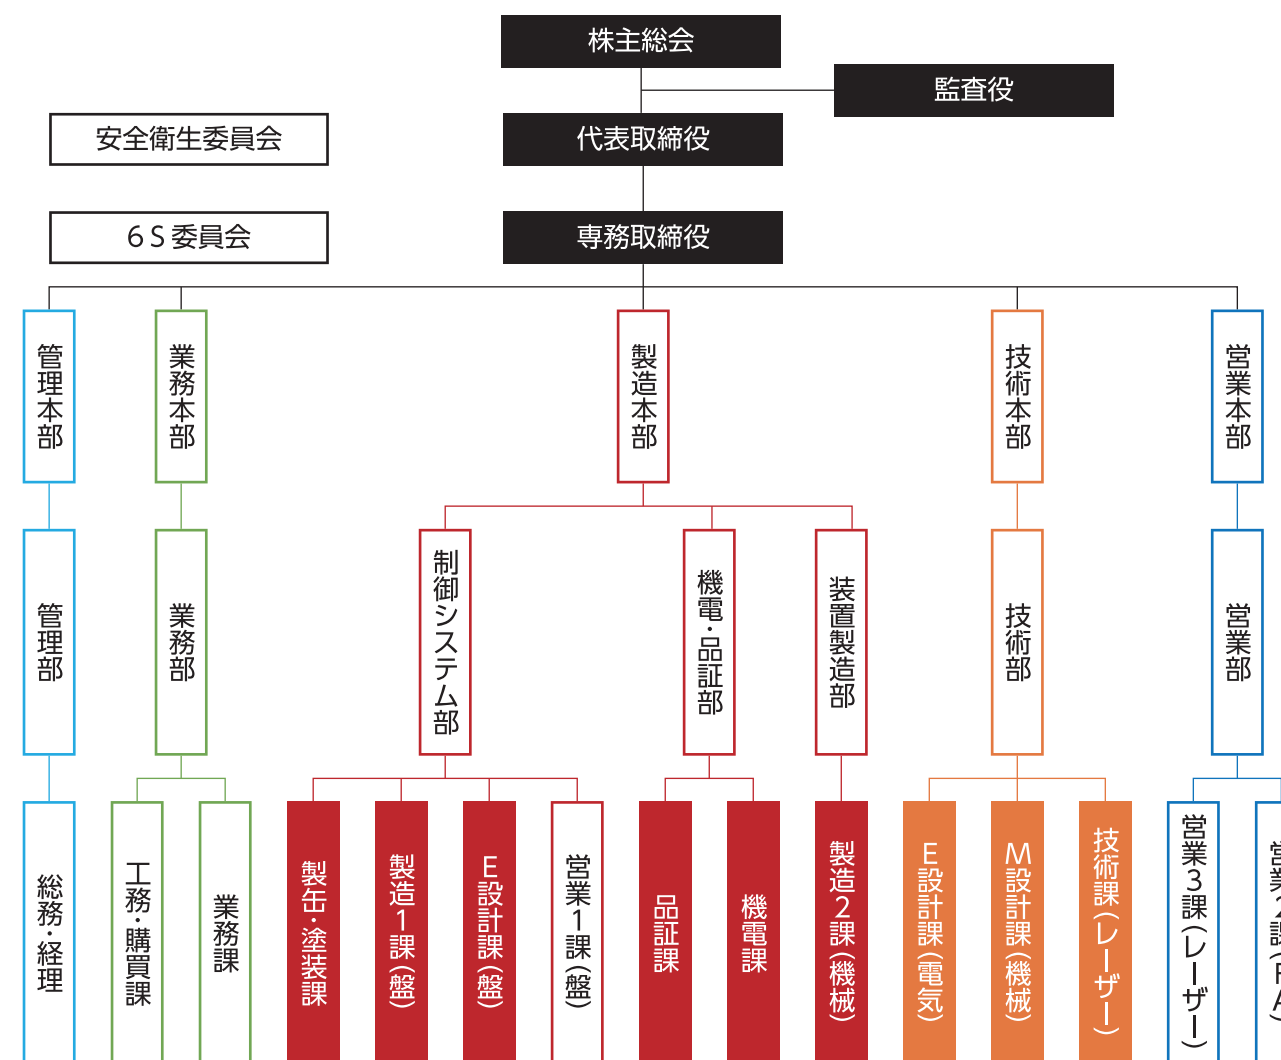 株主総会
監査役
安全衛生委員会
代表取締役
6S委員会
専務取締役
管理本部
業務本部
製造本部
技術本部
営業本部
管理部
業務部
制御システム部
機電・品証部
装置製造部
技術部
営業部
総務・経理
工務・購買課
業務課
製缶・塗装課
製造1課(盤)
E設計課(盤)
営業1課(盤)
品証課
機電課
製造2課(機械)
E設計課(電気)
M設計課(機械)
技術課(レーザー)
営業3課(レーザー)